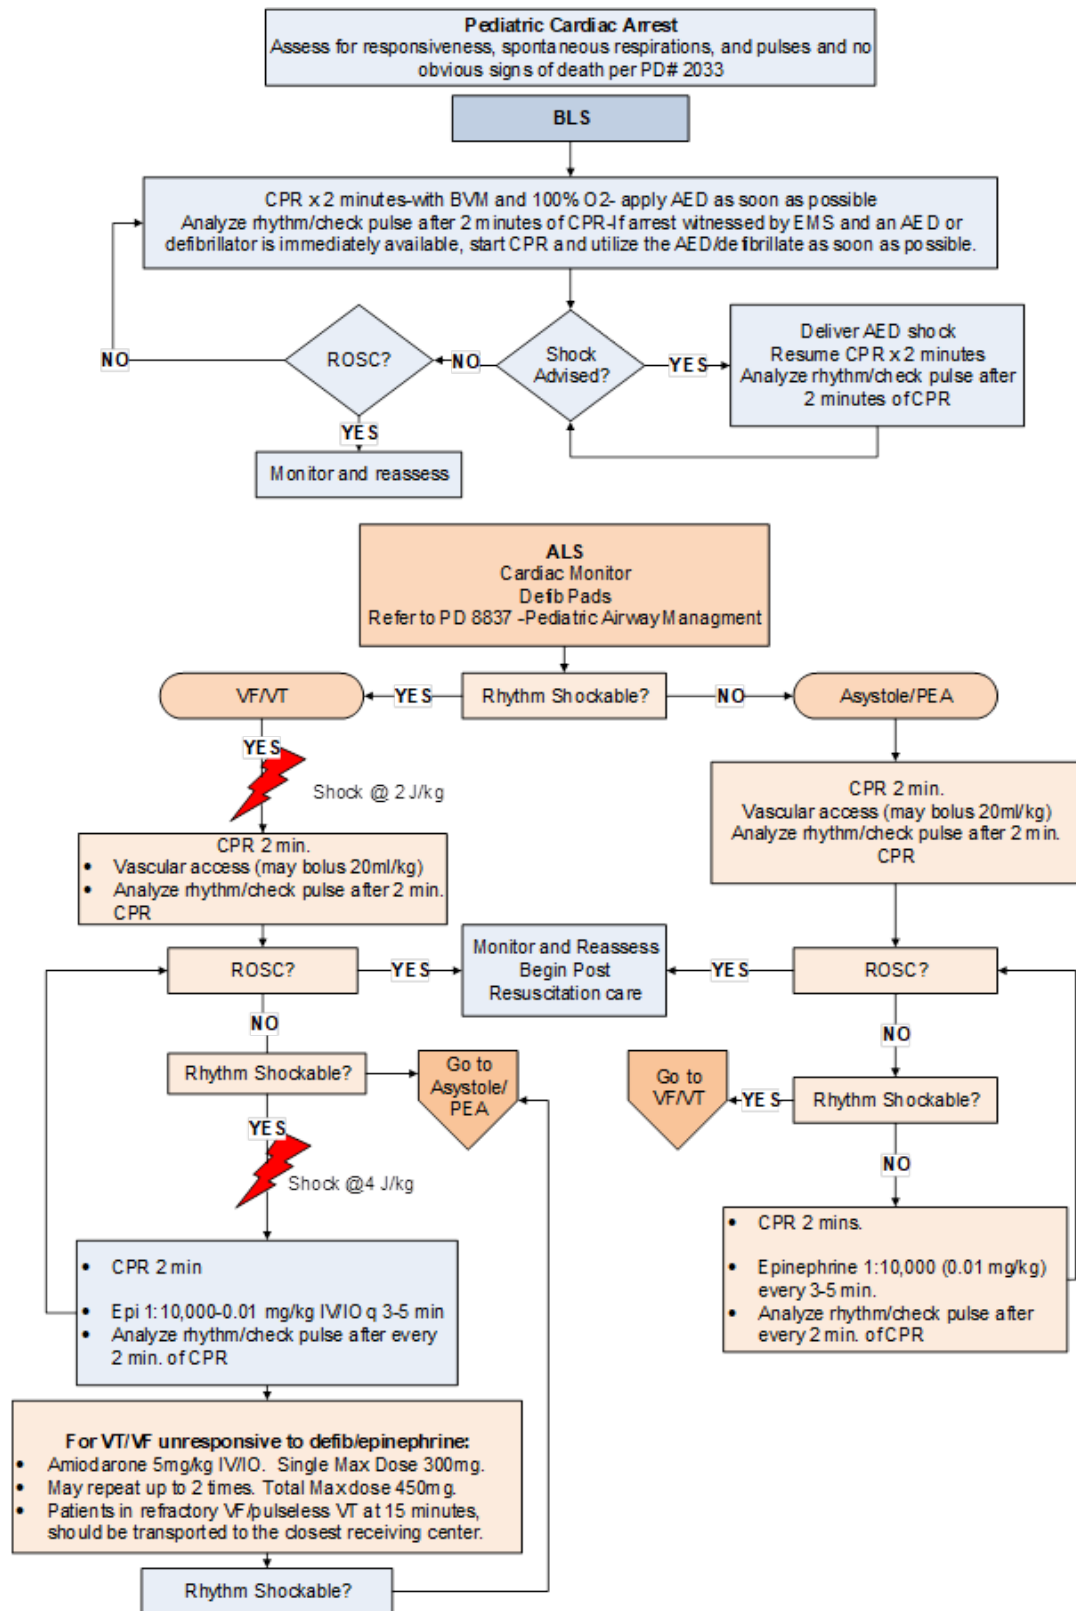 Pediatric Cardiac Arrest
Assess for responsiveness, spontaneous respirations, and pulses and no
obvious signs of death per PD# 2033
BLS
CPR x 2 minutes-with BVM and 100% O2- apply AED as soon as possible
Analyze rhythm/check pulse after 2 minutes of CPR-If arrest witnessed by EMS and an AED or
defibrillator is immediately available, start CPR and utilize the AED/defibrillate as soon as possible.
NO
ROSC?
NO
Shock
Advised?
YES
Deliver AED shock
Resume CPR x 2 minutes
Analyze rhythm/check pulse after
2 minutes of CPR
YES
Monitor and reassess
ALS
Cardiac Monitor
Defib Pads
Refer to PD 8837 -Pediatric Airway Managment
VF/VT
YES
Rhythm Shockable?
NO
Asystole/PEA
YES
Shock @ 2 J/kg
CPR 2 min.
• Vascular access (may bolus 20ml/kg)
• Analyze rhythm/check pulse after 2 min.
CPR
CPR 2 min.
Vascular access (may bolus 20ml/kg)
Analyze rhythm/check pulse after 2 min.
CPR
ROSC?
YES
Monitor and Reassess
Begin Post
Resuscitation care
YES
ROSC?
NO
NO
Rhythm Shockable?
Go to
Asystole/
PEA
Go to
VF/VT
YES
Rhythm Shockable?
YES
Shock @4 J/kg
NO
• CPR 2 min
• Epi 1:10,000-0.01 mg/kg IV/IO q 3-5 min
• Analyze rhythm/check pulse after every
2 min. of CPR
• CPR 2 mins.
• Epinephrine 1:10,000 (0.01 mg/kg)
every 3-5 min.
• Analyze rhythm/check pulse after
every 2 min. of CPR
For VT/VF unresponsive to defib/epinephrine:
• Amiodarone 5mg/kg IV/IO. Single Max Dose 300mg.
• May repeat up to 2 times. Total Max dose 450mg.
• Patients in refractory VF/pulseless VT at 15 minutes,
should be transported to the closest receiving center.
Rhythm Shockable?